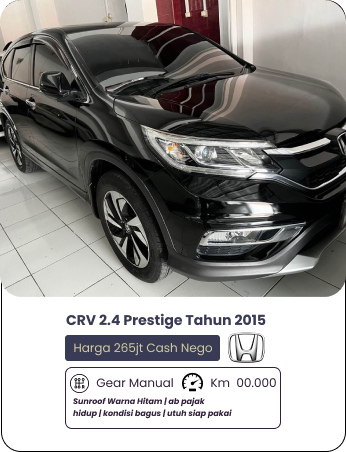 CRV 2.4 Prestige Tahun 2015
Harga 265jt Cash Nego
Gear Manual Km 00.000
Sunroof Warna Hitam | ab pajak
hidup | kondisi bagus | utuh siap pakai